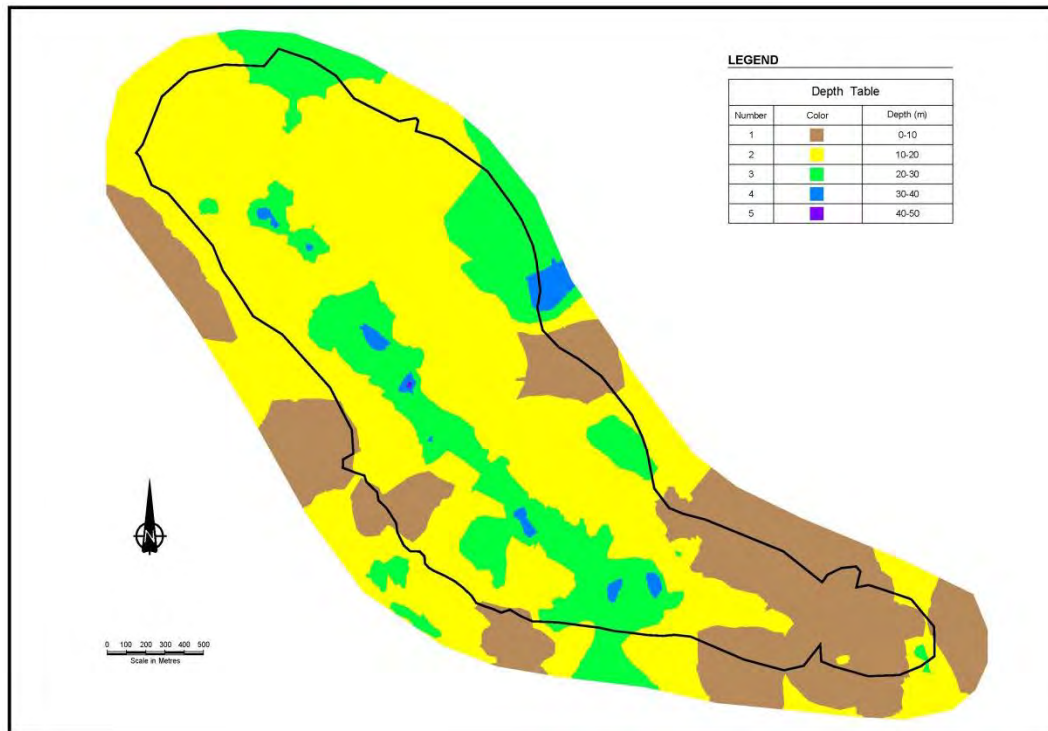 LEGEND
Depth Table
Number Color Depth (m)
1 0-10
2 10-20
3 20-30
4 30-40
5 40-50
N
0 100 200 300 400 500
Scale in Metres